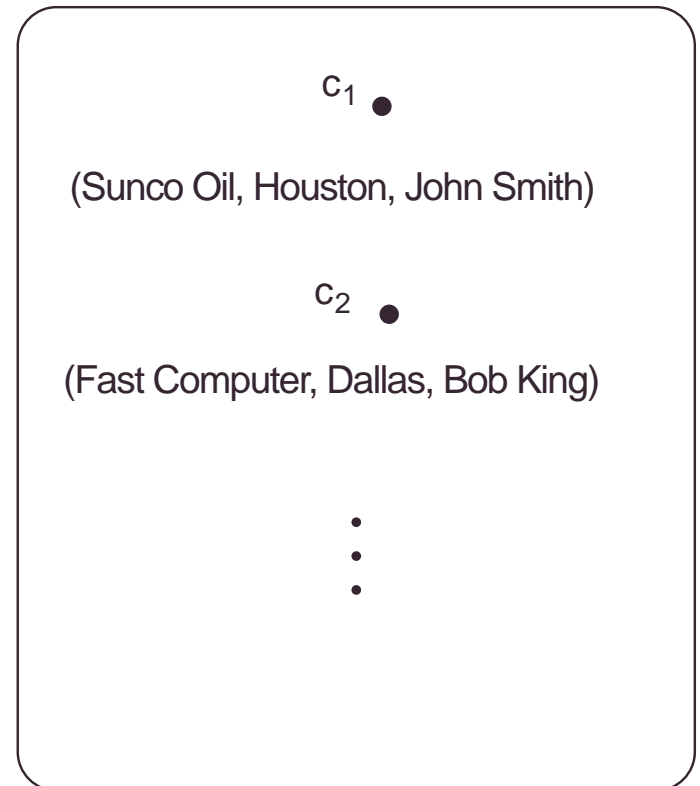 c₁
(Sunco Oil, Houston, John Smith)
c₂
(Fast Computer, Dallas, Bob King)